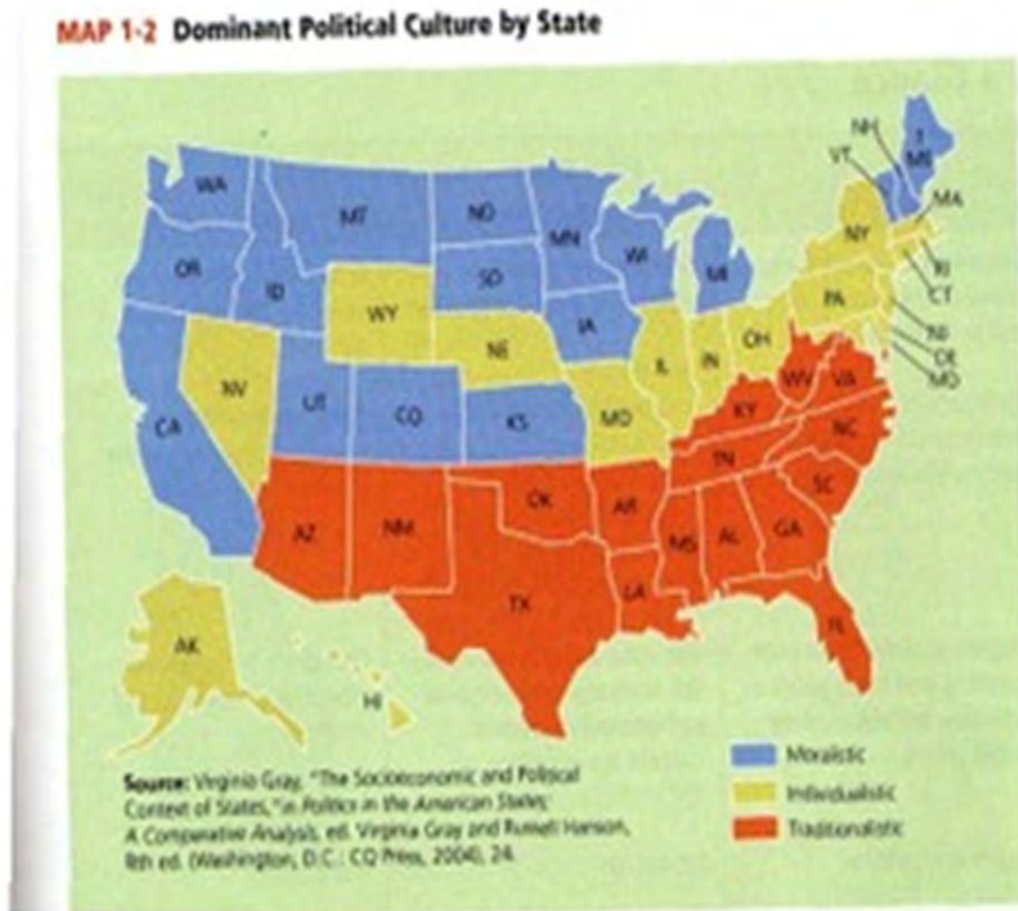 MAP 1-2 Dominant Political Culture by State
NH
VT
ME
WA
MT
ND
MN
MA
OR
ID
SD
WI
MI
NY
RI
CT
WY
IA
PA
NE
OH
NJ
DE
MD
NV
UT
CO
KS
IL
IN
WV
VA
CA
MO
KY
NC
TN
OK
AR
SC
AZ
NM
MS
AL
GA
TX
LA
FL
AK
HI
Moralistic
Individualistic
Traditionalistic
Source: Virginia Gray, "The Socioeconomic and Political
Context of States," in Politics in the American States:
A Comparative Analysis, ed. Virginia Gray and Russell Hanson,
8th ed. (Washington, D.C.: CQ Press, 2004), 24.